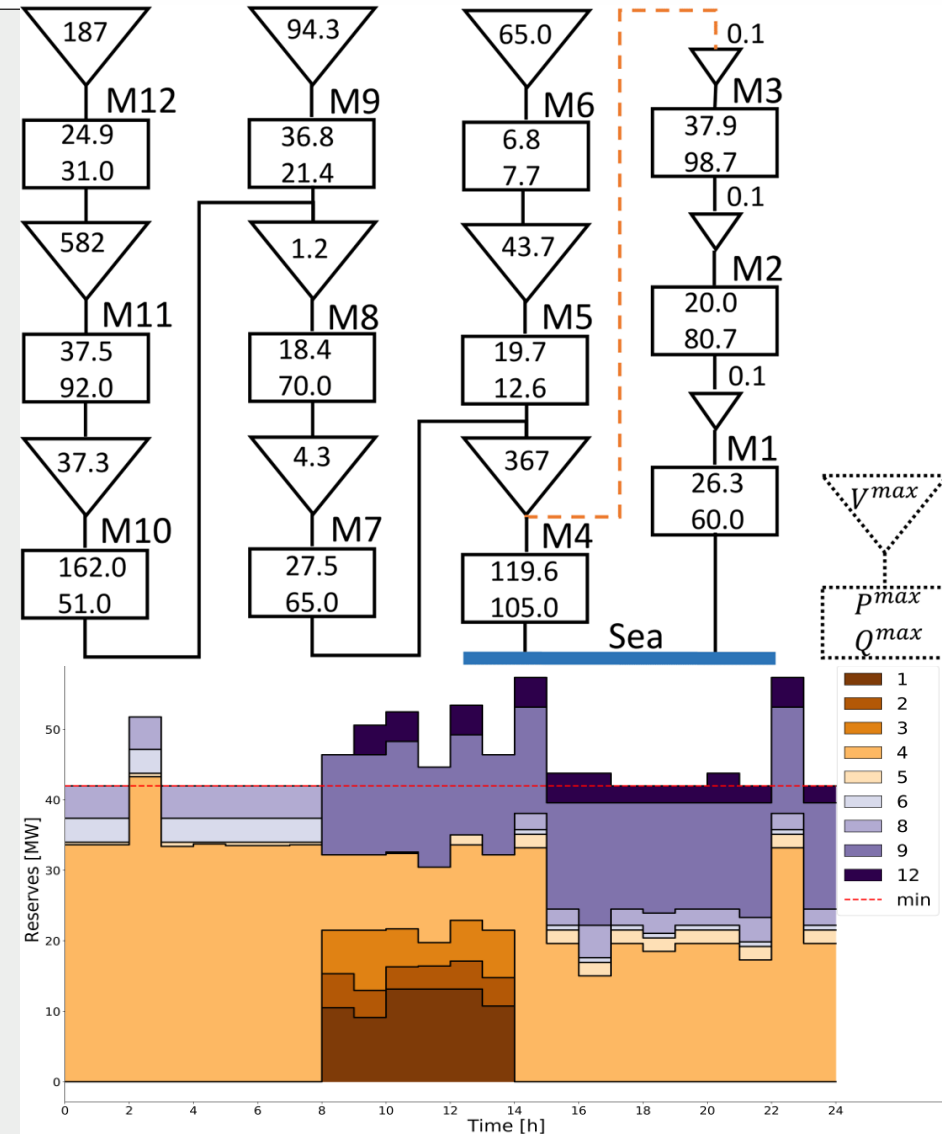 187
M12
24.9
31.0
582
M11
37.5
92.0
37.3
M10
162.0
51.0
94.3
M9
36.8
21.4
1.2
M8
18.4
70.0
4.3
M7
27.5
65.0
65.0
M6
6.8
7.7
43.7
M5
19.7
12.6
367
M4
119.6
105.0
0.1
M3
37.9
98.7
0.1
M2
20.0
80.7
0.1
M1
26.3
60.0
Sea
V^max
P^max
Q^max
Reserves [MW]
50
40
30
20
10
0
0 2 4 6 8 10 12 14 16 18 20 22 24
Time [h]
1
2
3
4
5
6
8
9
12
min